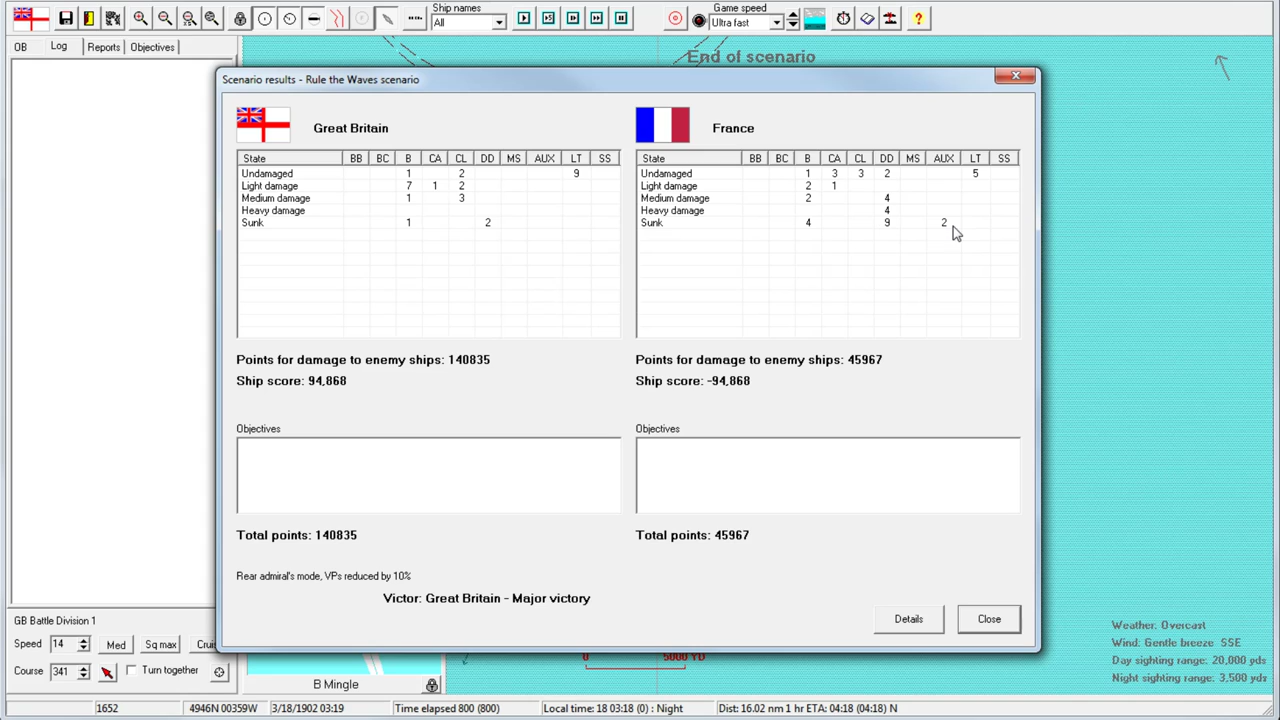 Ship names
Game speed
All
Ultra fast
OB Log Reports Objectives
End of scenario
Scenario results - Rule the Waves scenario
Great Britain
France
State BB BC B CA CL DD MS AUX LT SS
Undamaged 1 2 9
Light damage 7 1 2
Medium damage 1 3
Heavy damage
Sunk 1 2
State BB BC B CA CL DD MS AUX LT SS
Undamaged 1 3 3 2 5
Light damage 2 1
Medium damage 2 4
Heavy damage 4
Sunk 4 9 2
Points for damage to enemy ships: 140835
Ship score: 94,868
Points for damage to enemy ships: 45967
Ship score: -94,868
Objectives
Objectives
Total points: 140835
Total points: 45967
Rear admiral's mode, VPs reduced by 10%
Victor: Great Britain - Major victory
Details
Close
GB Battle Division 1
Speed 14 Med Sq max Cruis
Course 341 Turn together
B Mingle
0 5000 YD
Weather: Overcast
Wind: Gentle breeze SSE
Day sighting range: 20,000 yds
Night sighting range: 3,500 yds
1652 4946N 00359W 3/18/1902 03:19 Time elapsed 800 (800) Local time: 18 03:18 (0) : Night Dist: 16.02 nm 1 hr ETA: 04:18 (04:18) N